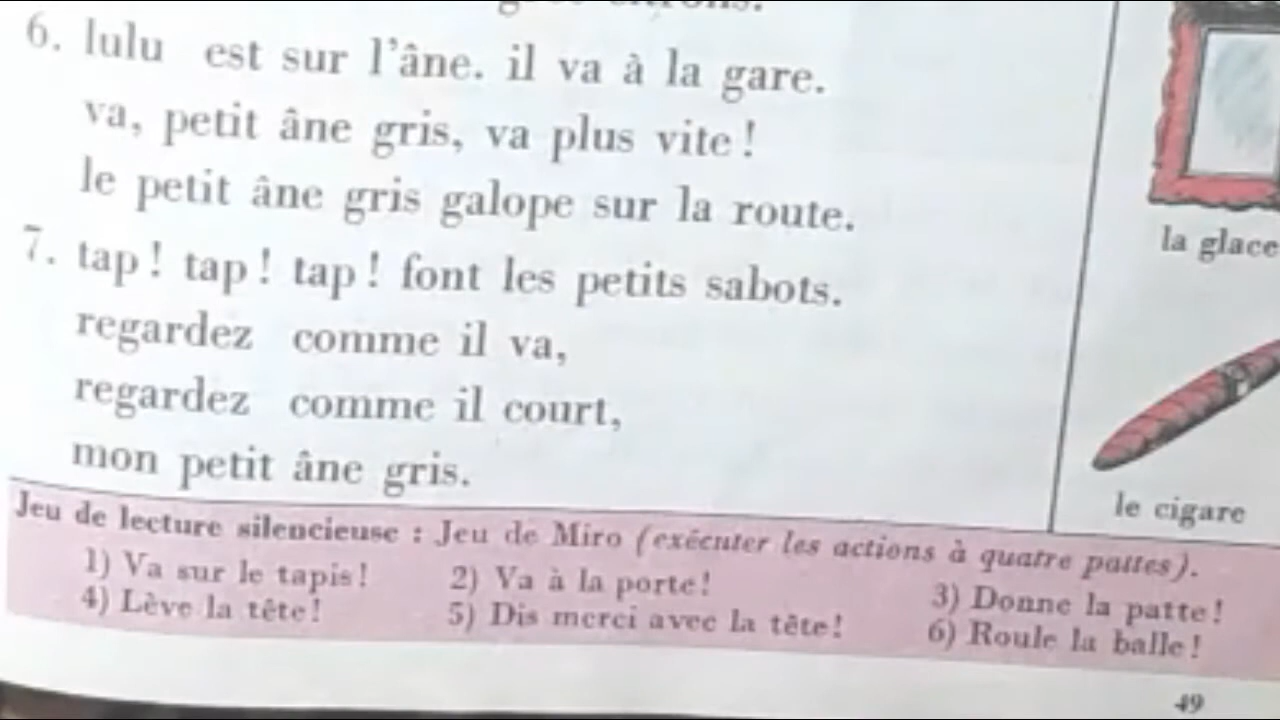 6. lulu est sur l'âne. il va à la gare.
va, petit âne gris, va plus vite !
le petit âne gris galope sur la route.
7. tap ! tap ! tap ! font les petits sabots.
regardez comme il va,
regardez comme il court,
mon petit âne gris.
la glace
le cigare
Jeu de lecture silencieuse : Jeu de Miro (exécuter les actions à quatre pattes).
1) Va sur le tapis ! 2) Va à la porte ! 3) Donne la patte !
4) Lève la tête ! 5) Dis merci avec la tête ! 6) Roule la balle !
49